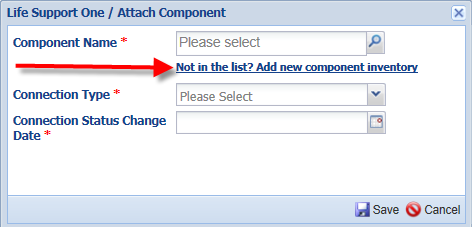 Life Support One / Attach Component
Component Name * Please select
Not in the list? Add new component inventory
Connection Type * Please Select
Connection Status Change
Date *
Save Cancel